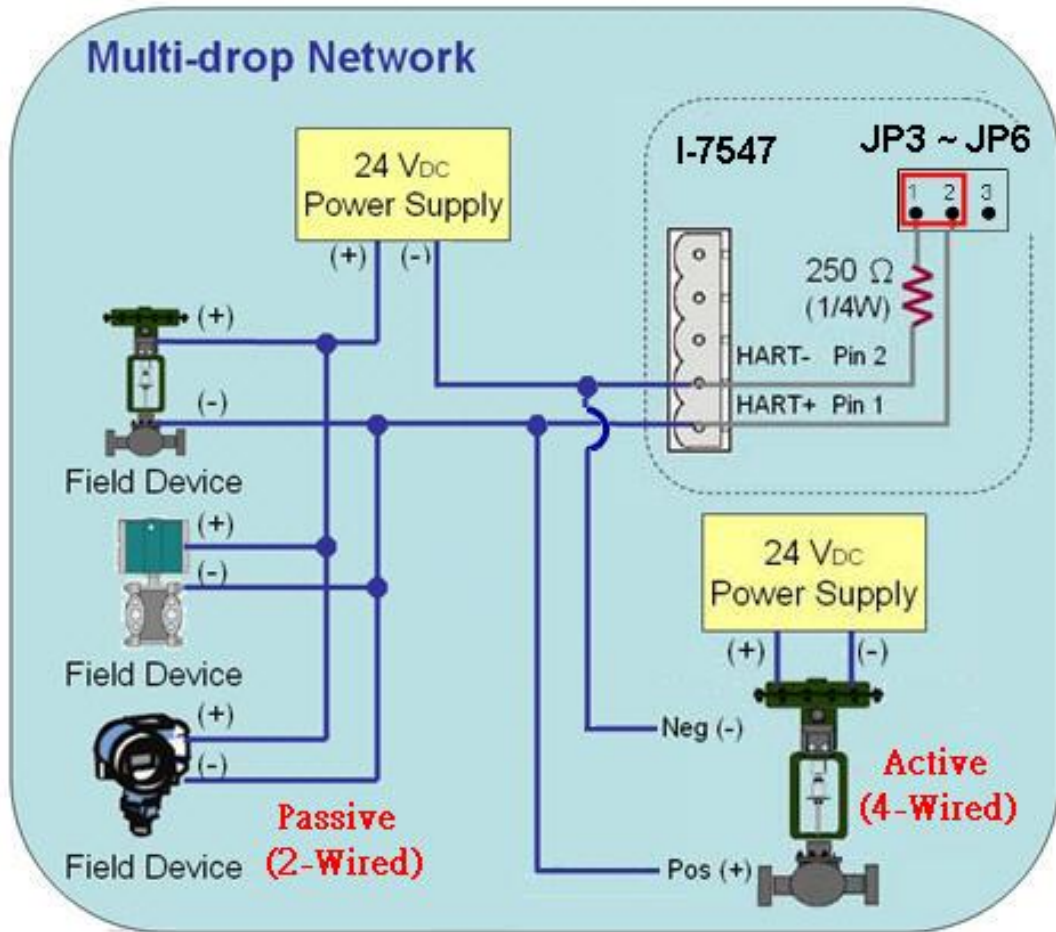 Multi-drop Network
24 VDC
Power Supply
(+) (-)
I-7547
JP3 ~ JP6
1 2 3
250 Ω
(1/4W)
HART- Pin 2
HART+ Pin 1
(+)
(-)
Field Device
(+)
(-)
Field Device
(+)
(-)
Field Device
Passive
(2-Wired)
24 VDC
Power Supply
(+) (-)
Neg (-)
Active
(4-Wired)
Pos (+)